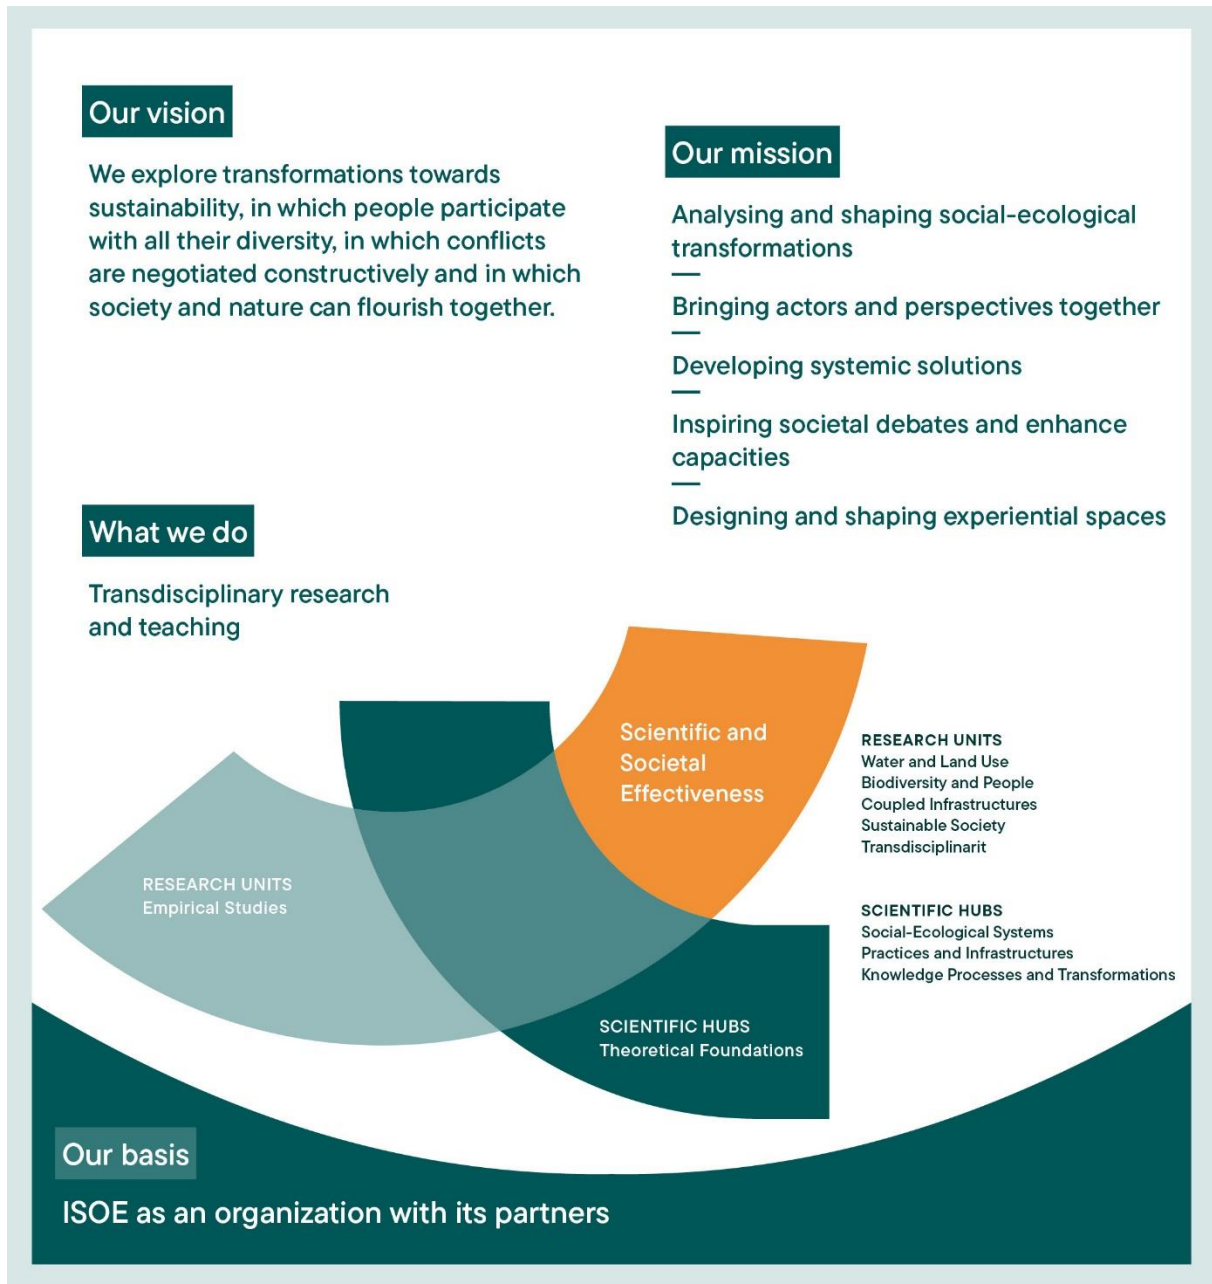 Our vision
We explore transformations towards
sustainability, in which people participate
with all their diversity, in which conflicts
are negotiated constructively and in which
society and nature can flourish together.
Our mission
Analysing and shaping social-ecological
transformations
Bringing actors and perspectives together
Developing systemic solutions
Inspiring societal debates and enhance
capacities
Designing and shaping experiential spaces
What we do
Transdisciplinary research
and teaching
Scientific and
Societal
Effectiveness
RESEARCH UNITS
Empirical Studies
SCIENTIFIC HUBS
Theoretical Foundations
RESEARCH UNITS
Water and Land Use
Biodiversity and People
Coupled Infrastructures
Sustainable Society
Transdisciplinarit
SCIENTIFIC HUBS
Social-Ecological Systems
Practices and Infrastructures
Knowledge Processes and Transformations
Our basis
ISOE as an organization with its partners